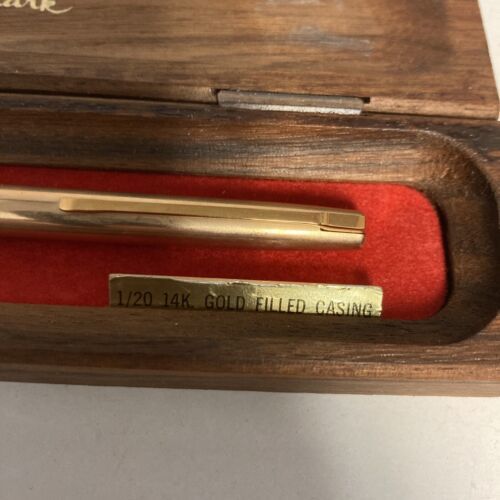 1/20 14K. GOLD FILLED CASING